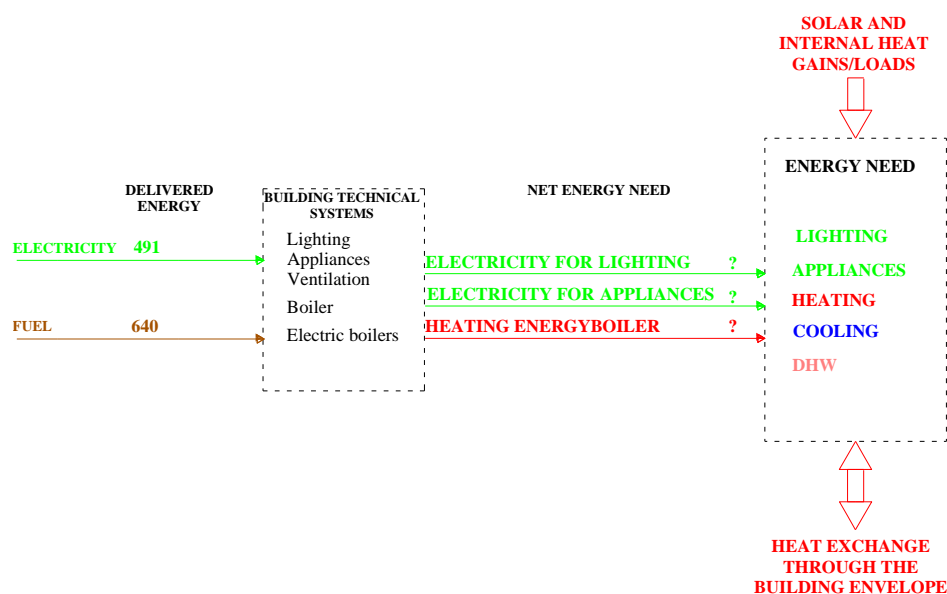 SOLAR AND
INTERNAL HEAT
GAINS/LOADS
DELIVERED
ENERGY
BUILDING TECHNICAL
SYSTEMS
NET ENERGY NEED
ENERGY NEED
ELECTRICITY 491
FUEL 640
Lighting
Appliances
Ventilation
Boiler
Electric boilers
ELECTRICITY FOR LIGHTING ?
ELECTRICITY FOR APPLIANCES ?
HEATING ENERGYBOILER ?
LIGHTING
APPLIANCES
HEATING
COOLING
DHW
HEAT EXCHANGE
THROUGH THE
BUILDING ENVELOPE